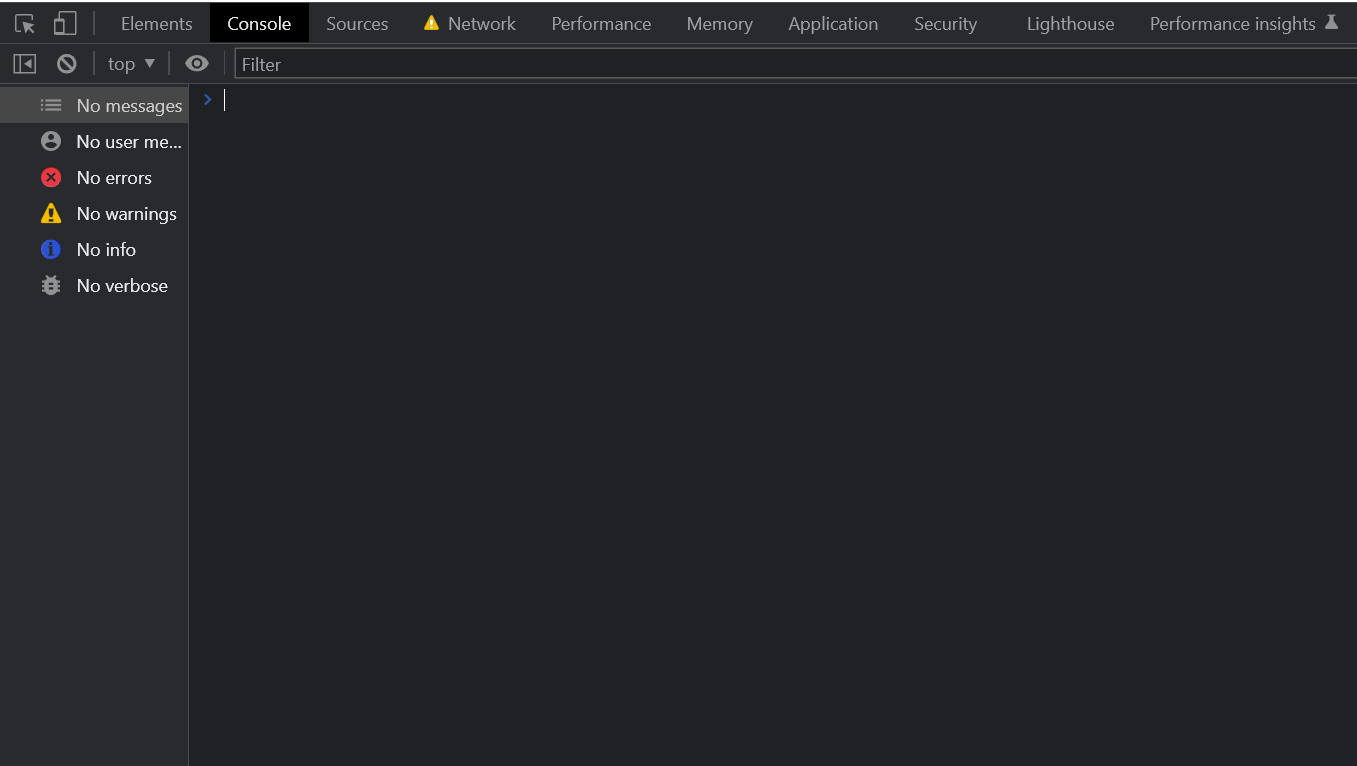 Elements Console Sources Network Performance Memory Application Security Lighthouse Performance insights
top Filter
No messages
No user me...
No errors
No warnings
No info
No verbose